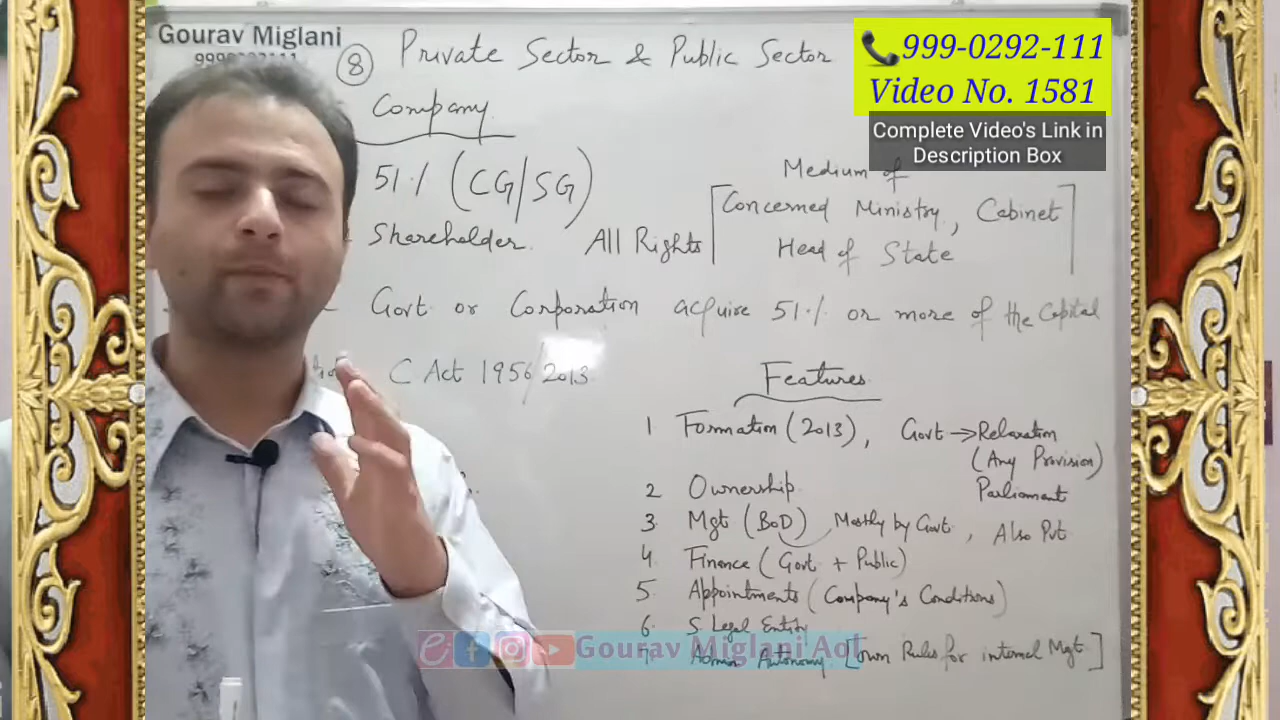 Gourav Miglani
📞999-0292-111
Video No. 1581
Complete Video's Link in
Description Box
⑧ Private Sector & Public Sector
Company
51% (CG/SG)
Shareholder All Rights
Medium of
[Concerned Ministry, Cabinet
Head of State]
- Govt or Corporation acquire 51% or more of the Capital
C Act 1956/2013
Features
1 Formation (2013), Govt → Relaxation
(Any Provision)
Parliament
2 Ownership
3 Mgt (BoD) Mostly by Govt, Also Pvt
4 Finance (Govt + Public)
5 Appointments (Company's Conditions)
6 S. Legal Entity
7 Admin Autonomy [own Rules for internal Mgt]
Gourav Miglani Aol